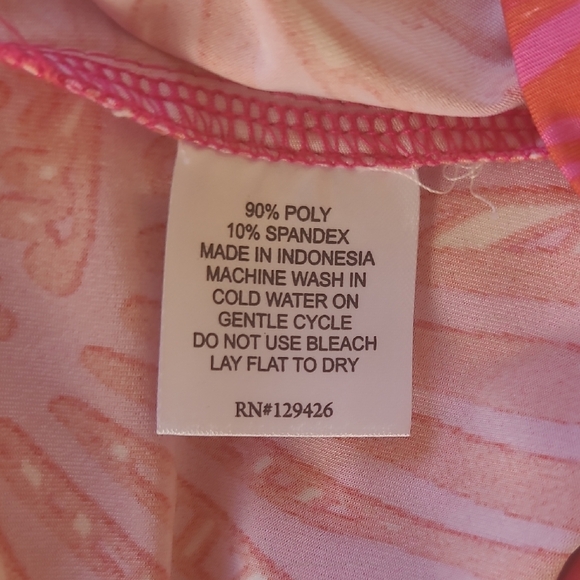 90% POLY
10% SPANDEX
MADE IN INDONESIA
MACHINE WASH IN
COLD WATER ON
GENTLE CYCLE
DO NOT USE BLEACH
LAY FLAT TO DRY
RN#129426